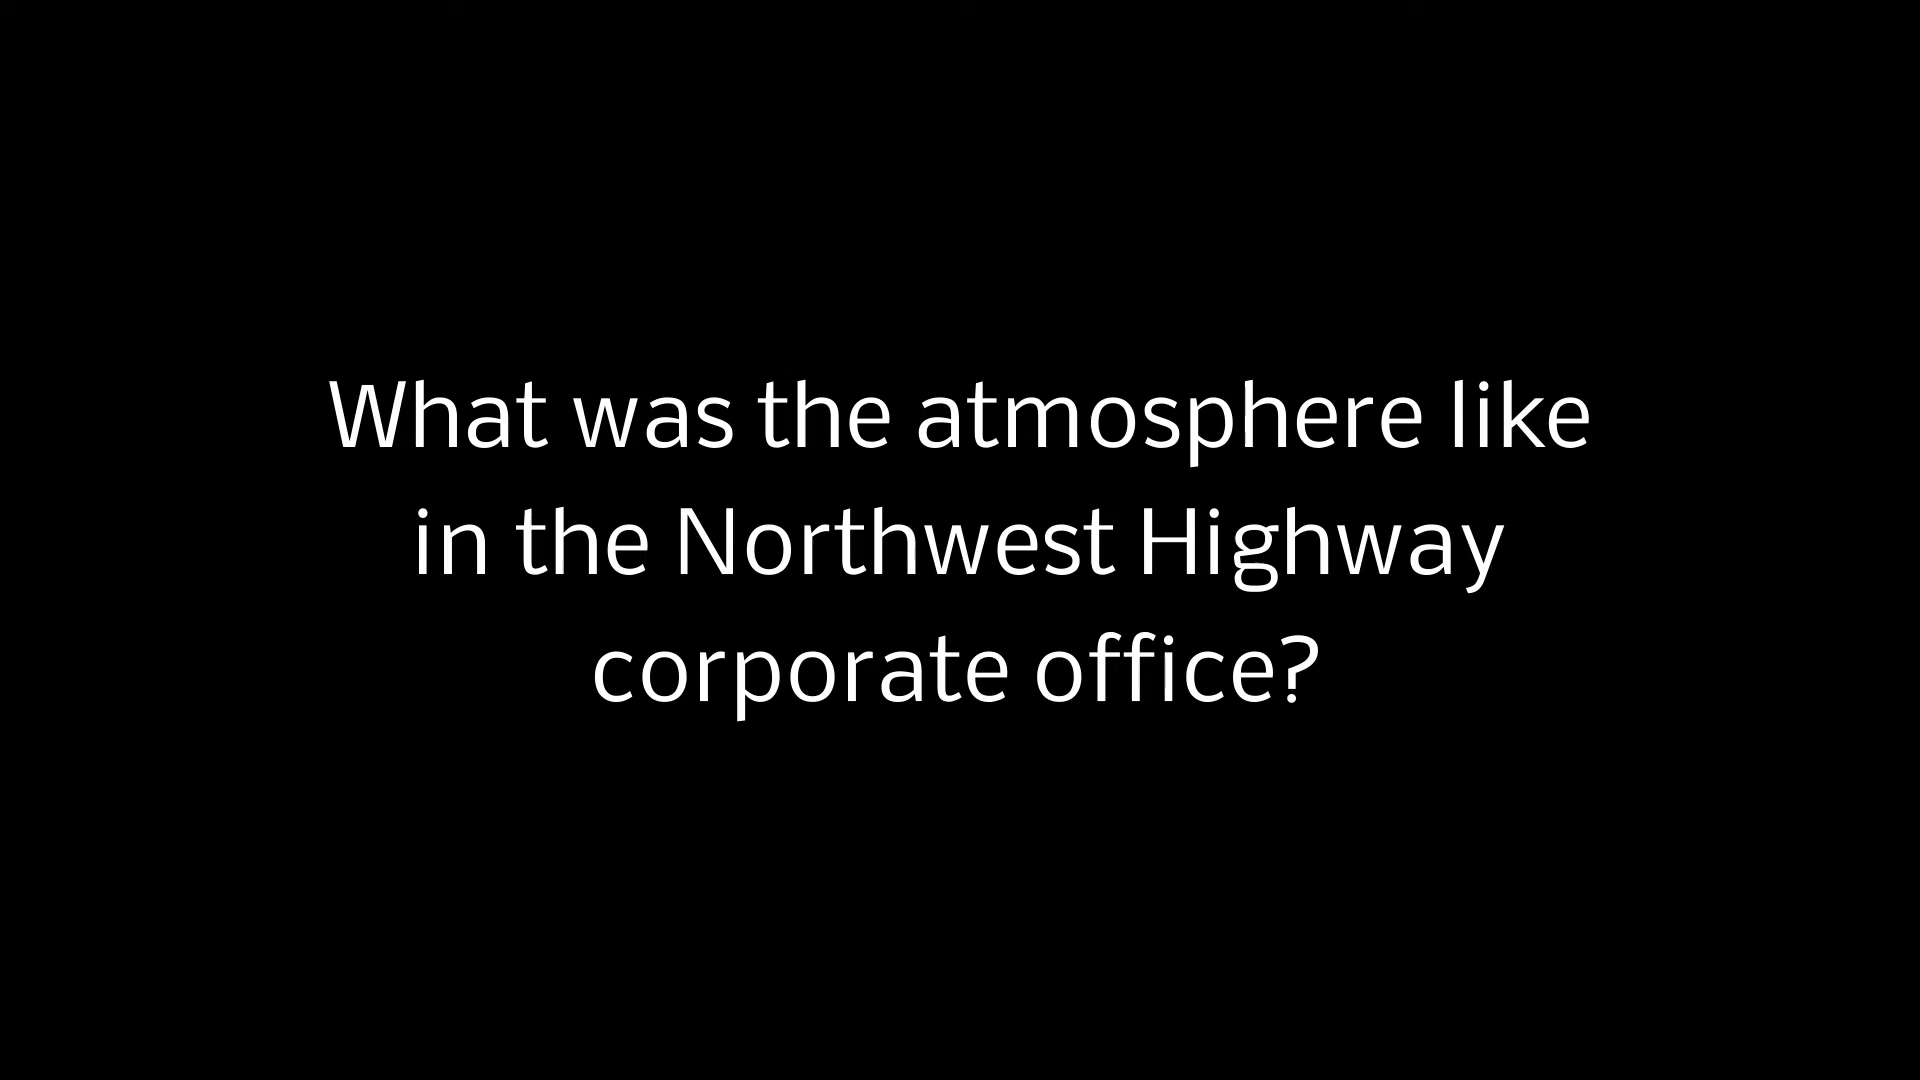 What was the atmosphere like
in the Northwest Highway
corporate office?